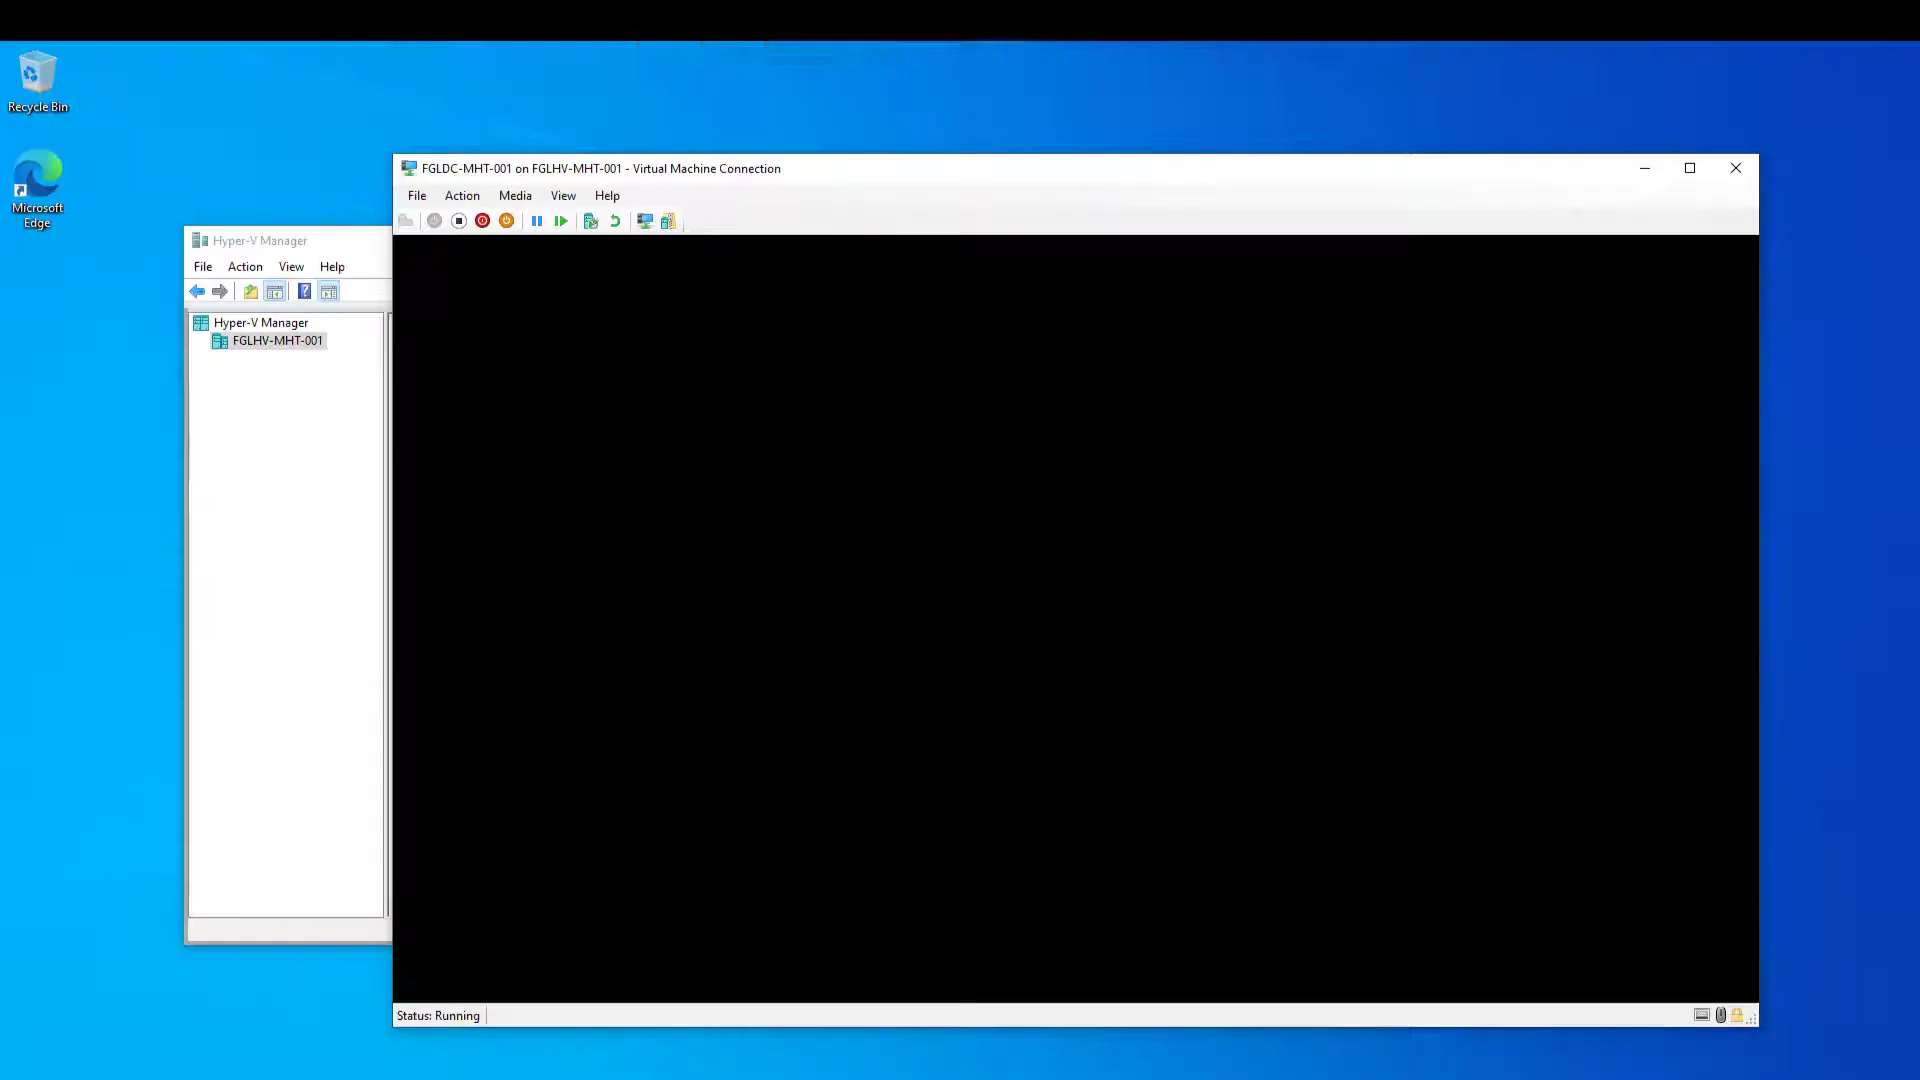 Recycle Bin
Microsoft
Edge
FGLDC-MHT-001 on FGLHV-MHT-001 - Virtual Machine Connection
File Action Media View Help
Hyper-V Manager
File Action View Help
Hyper-V Manager
FGLHV-MHT-001
Status: Running